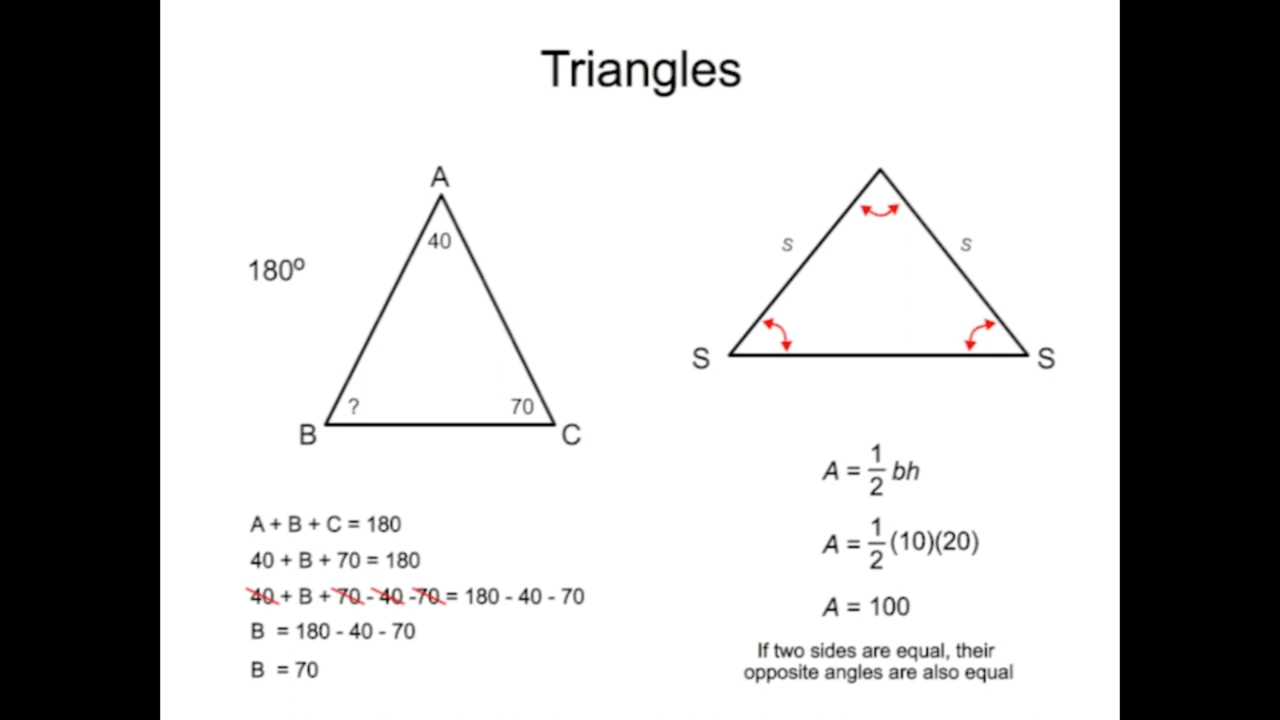 Triangles
A
40
180º
?
70
B
C
s
s
S
S
A + B + C = 180
40 + B + 70 = 180
40 + B + 70 - 40 -70 = 180 - 40 - 70
B = 180 - 40 - 70
B = 70
A = 1/2 bh
A = 1/2 (10)(20)
A = 100
If two sides are equal, their
opposite angles are also equal